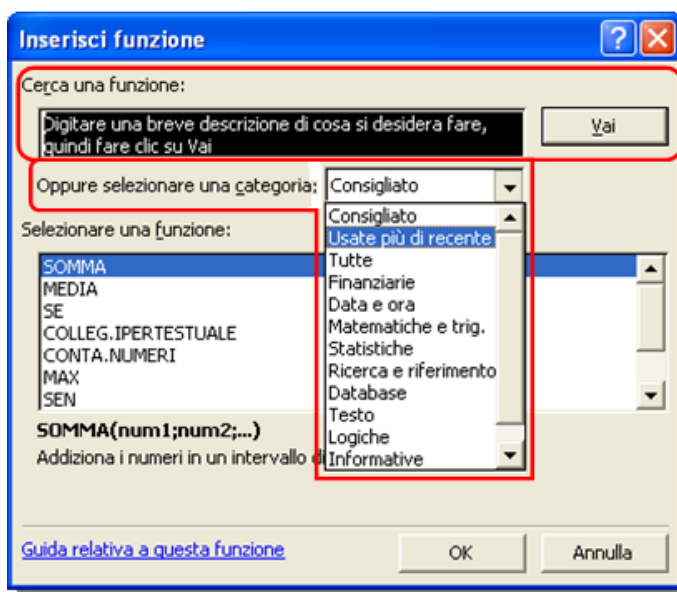 Inserisci funzione
Cerca una funzione:
Digitare una breve descrizione di cosa si desidera fare,
quindi fare clic su Vai
Vai
Oppure selezionare una categoria: Consigliato
Consigliato
Usate più di recente
Tutte
Finanziarie
Data e ora
Matematiche e trig.
Statistiche
Ricerca e riferimento
Database
Testo
Logiche
Informative
Selezionare una funzione:
SOMMA
MEDIA
SE
COLLEG.IPERTESTUALE
CONTA.NUMERI
MAX
SEN
SOMMA(num1;num2;...)
Addiziona i numeri in un intervallo di
Guida relativa a questa funzione
OK
Annulla